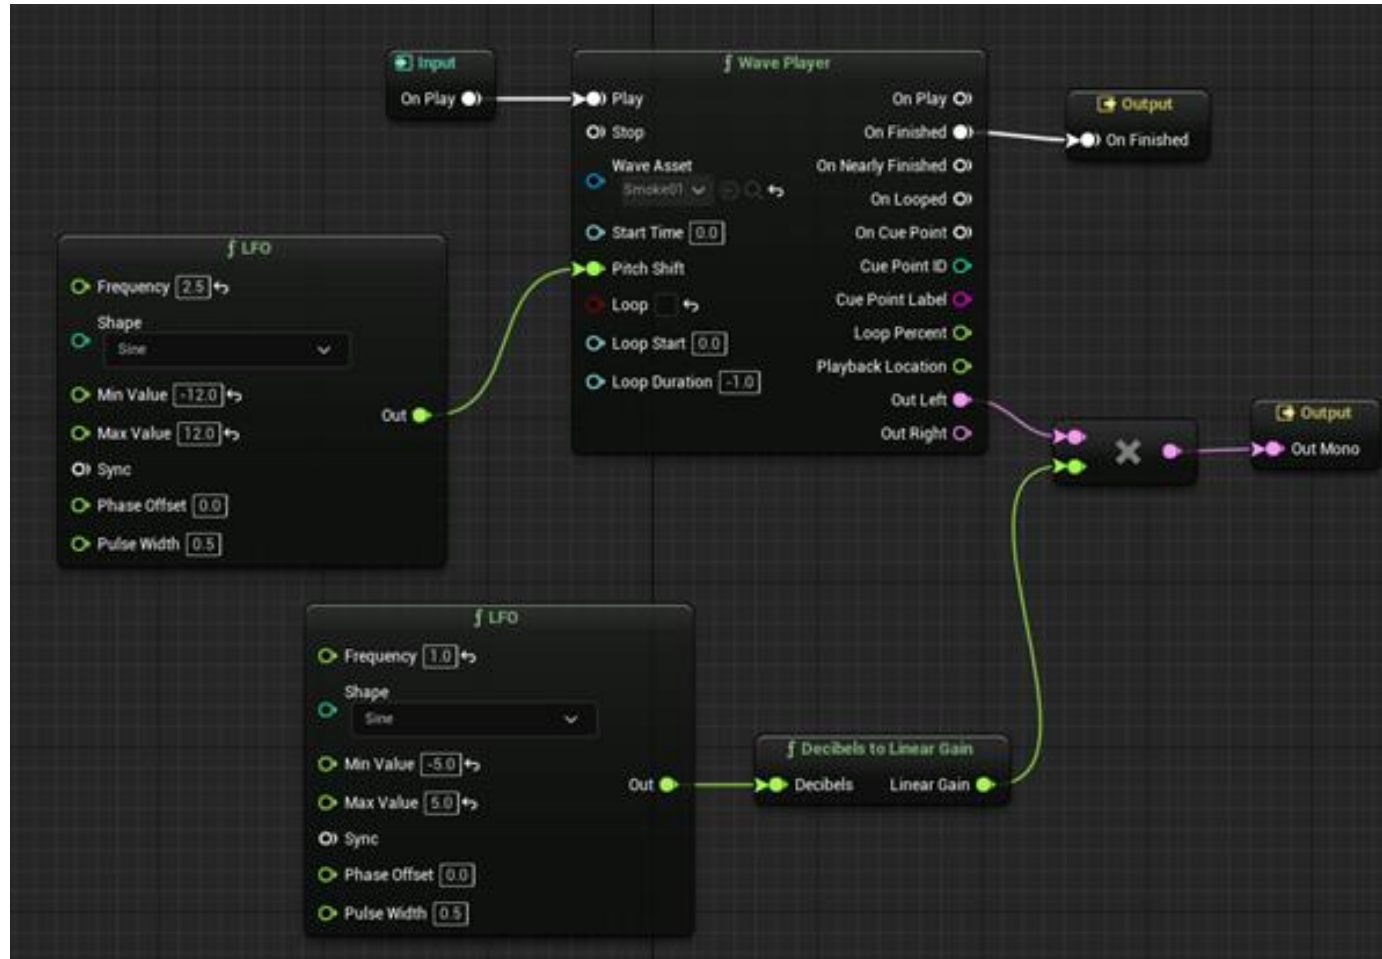 Input
On Play
ƒ Wave Player
Play
Stop
Wave Asset
Smoke01
Start Time 0.0
Pitch Shift
Loop
Loop Start 0.0
Loop Duration -1.0
On Play
On Finished
On Nearly Finished
On Looped
On Cue Point
Cue Point ID
Cue Point Label
Loop Percent
Playback Location
Out Left
Out Right
Output
On Finished
ƒ LFO
Frequency 2.5
Shape
Sine
Min Value -12.0
Max Value 12.0
Sync
Phase Offset 0.0
Pulse Width 0.5
Out
Output
Out Mono
ƒ LFO
Frequency 1.0
Shape
Sine
Min Value -5.0
Max Value 5.0
Sync
Phase Offset 0.0
Pulse Width 0.5
Out
ƒ Decibels to Linear Gain
Decibels Linear Gain